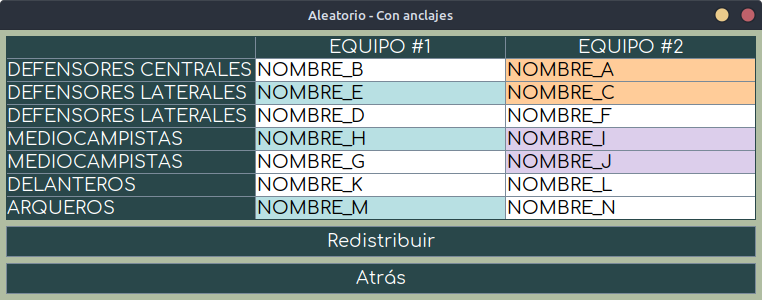 Aleatorio - Con anclajes
EQUIPO #1 EQUIPO #2
DEFENSORES CENTRALES NOMBRE_B NOMBRE_A
DEFENSORES LATERALES NOMBRE_E NOMBRE_C
DEFENSORES LATERALES NOMBRE_D NOMBRE_F
MEDIOCAMPISTAS NOMBRE_H NOMBRE_I
MEDIOCAMPISTAS NOMBRE_G NOMBRE_J
DELANTEROS NOMBRE_K NOMBRE_L
ARQUEROS NOMBRE_M NOMBRE_N
Redistribuir
Atrás